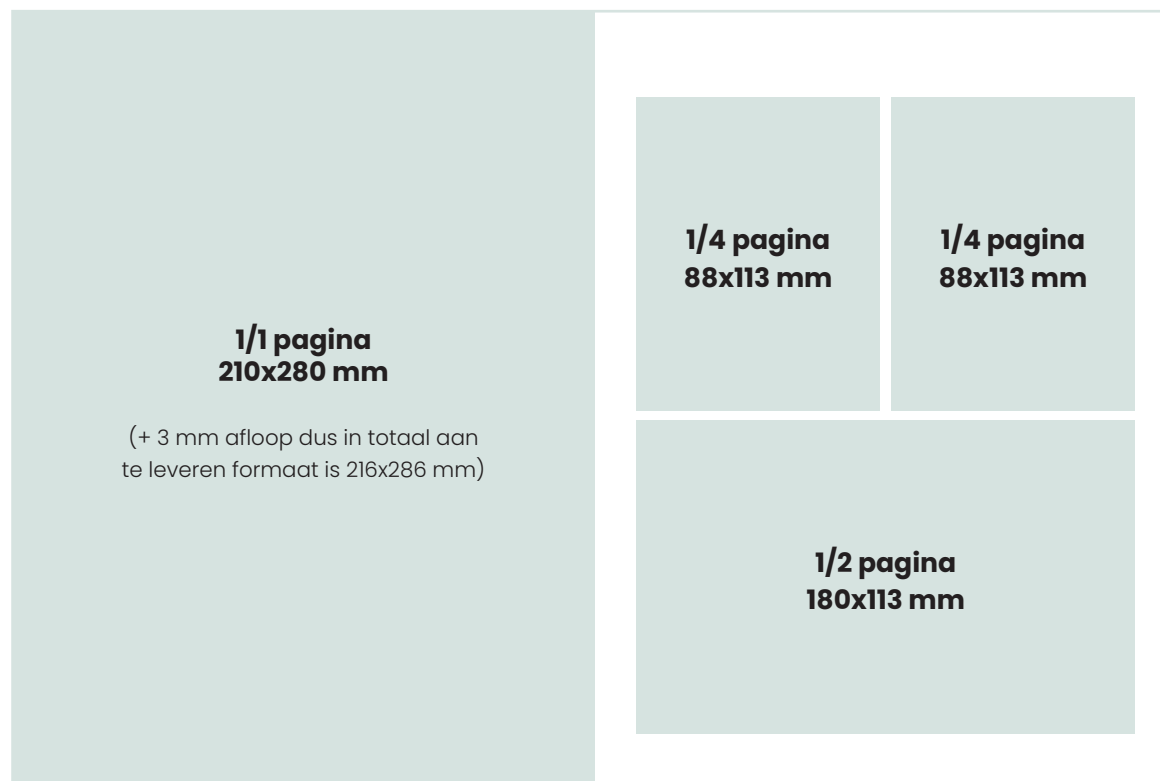 1/1 pagina
210x280 mm
(+ 3 mm afloop dus in totaal aan
te leveren formaat is 216x286 mm)
1/4 pagina
88x113 mm
1/4 pagina
88x113 mm
1/2 pagina
180x113 mm